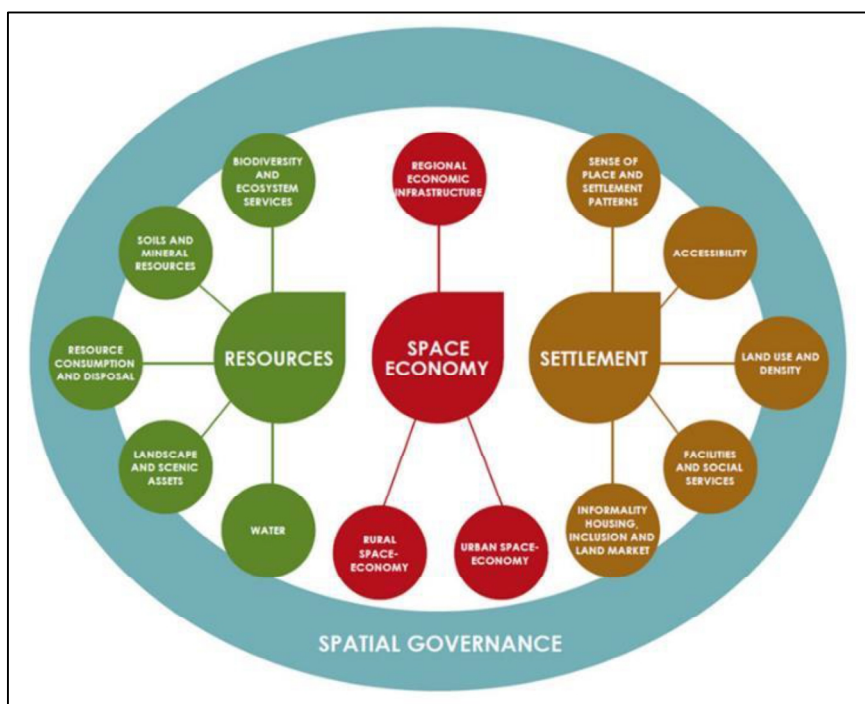 BIODIVERSITY
AND
ECOSYSTEM
SERVICES
SOILS AND
MINERAL
RESOURCES
RESOURCE
CONSUMPTION
AND DISPOSAL
LANDSCAPE
AND SCENIC
ASSETS
WATER
RESOURCES
REGIONAL
ECONOMIC
INFRASTRUCTURE
SPACE
ECONOMY
RURAL
SPACE-
ECONOMY
URBAN SPACE-
ECONOMY
SENSE OF
PLACE AND
SETTLEMENT
PATTERNS
ACCESSIBILITY
SETTLEMENT
LAND USE AND
DENSITY
FACILITIES
AND SOCIAL
SERVICES
INFORMALITY
HOUSING,
INCLUSION AND
LAND MARKET
SPATIAL GOVERNANCE